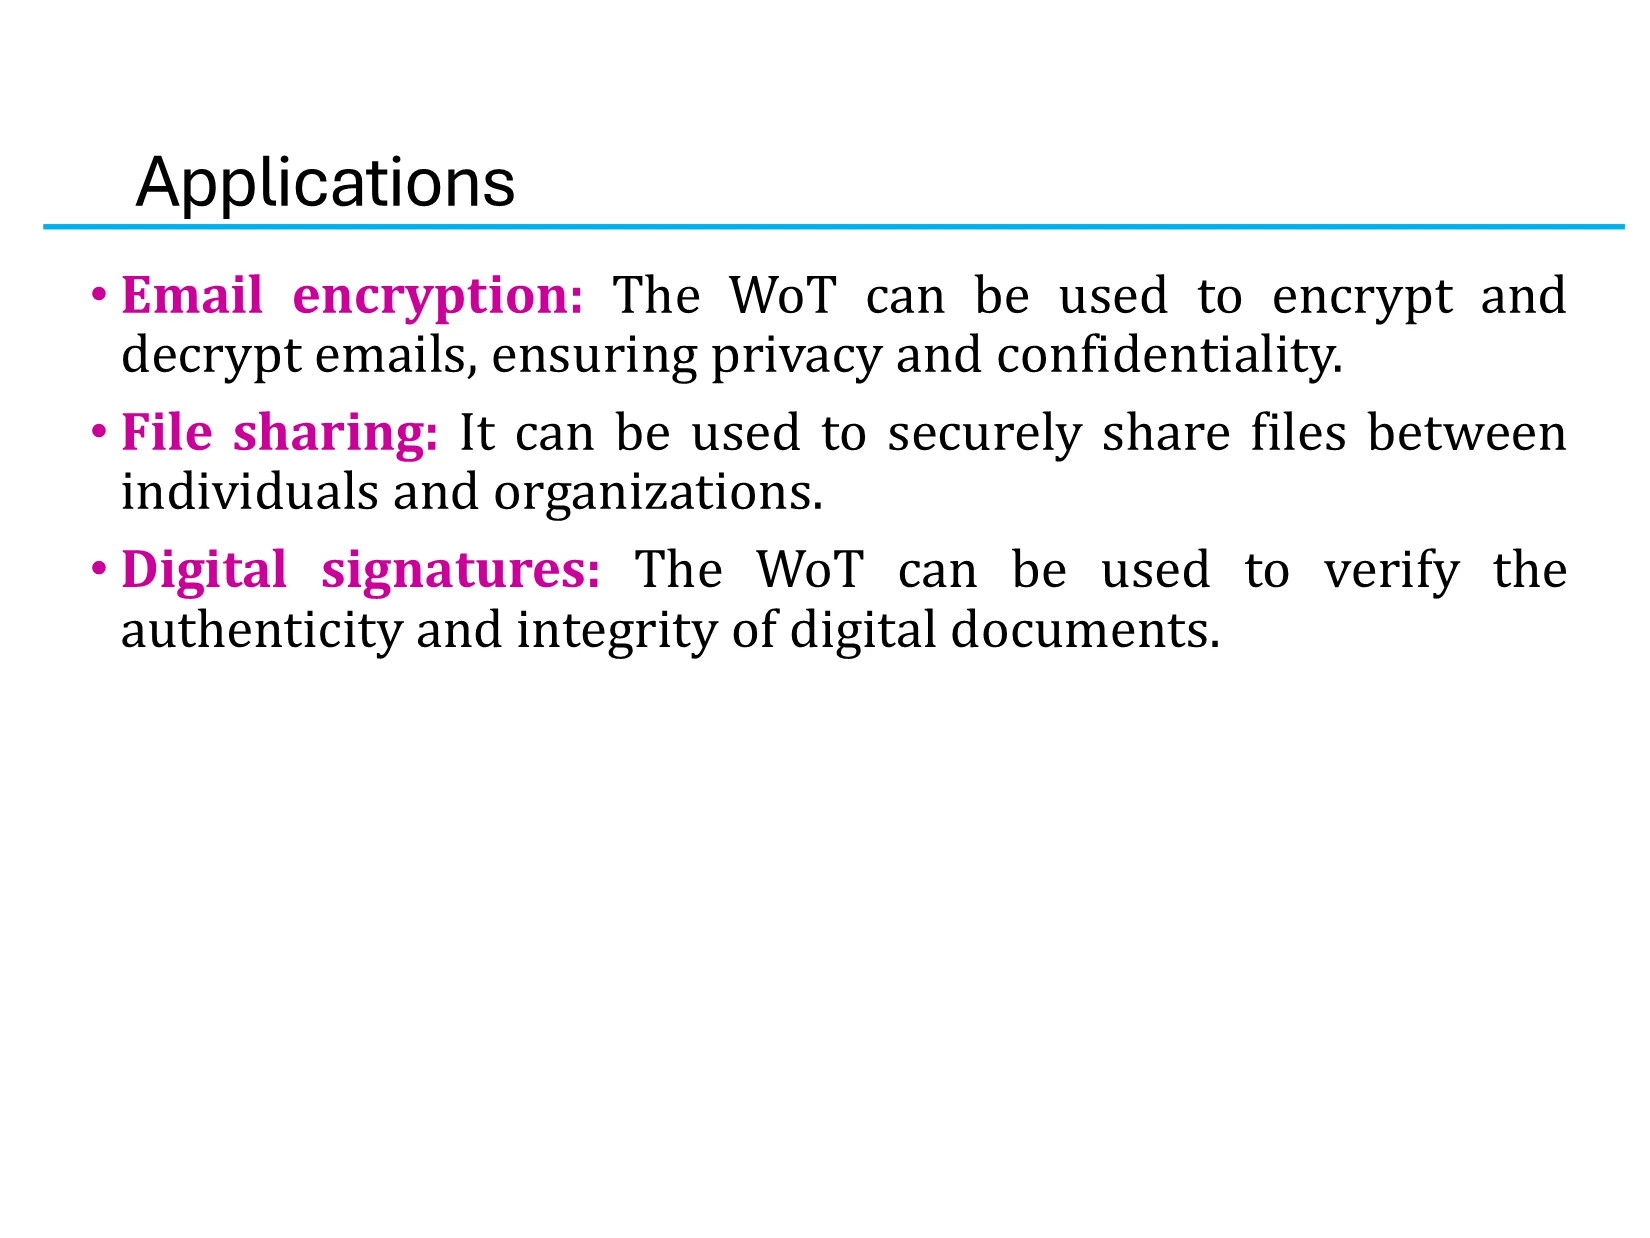 Applications
• Email encryption: The WoT can be used to encrypt and
decrypt emails, ensuring privacy and confidentiality.
• File sharing: It can be used to securely share files between
individuals and organizations.
• Digital signatures: The WoT can be used to verify the
authenticity and integrity of digital documents.